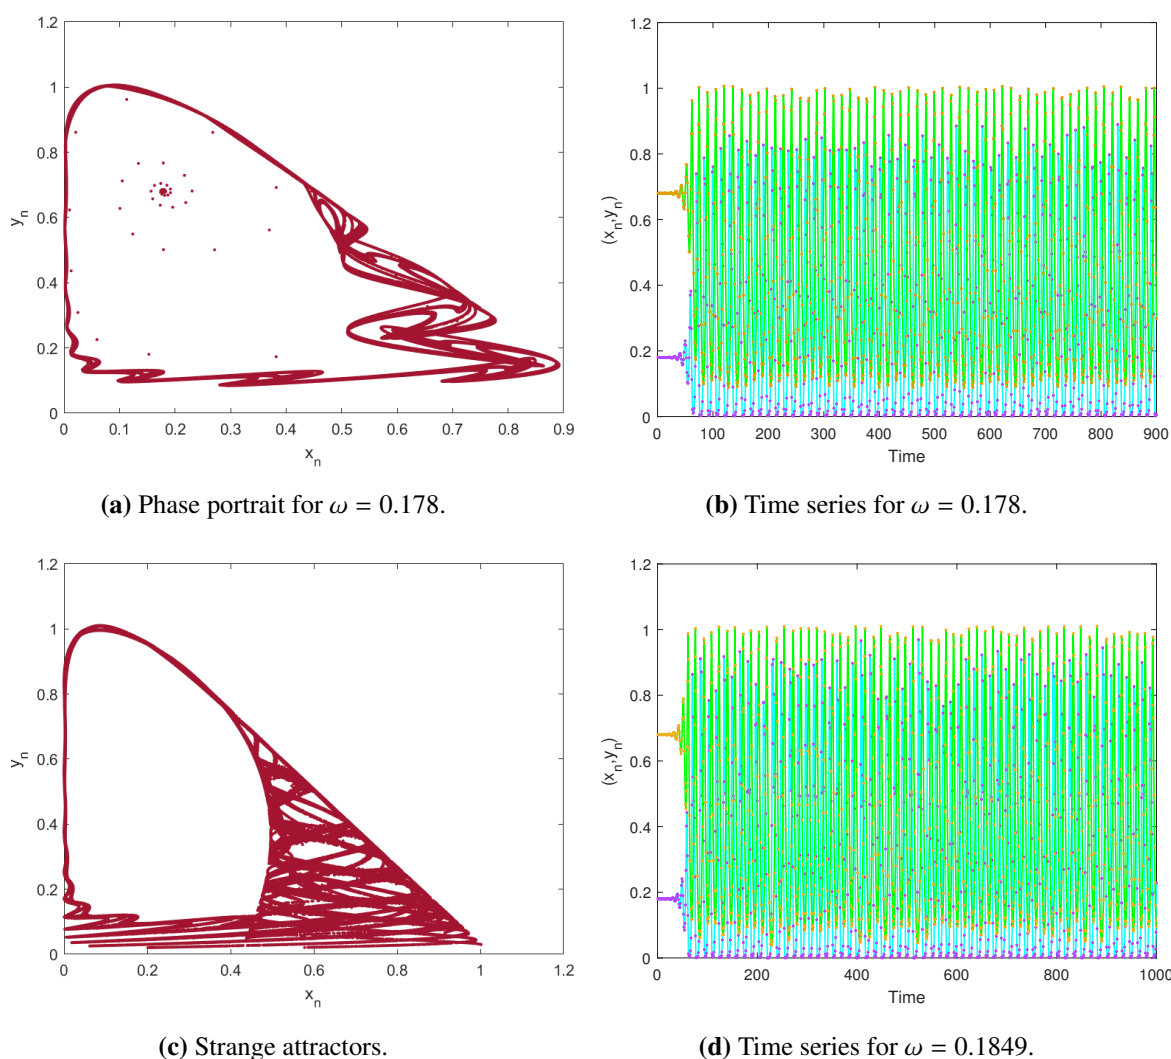 1.2
1
0.8
0.6
0.4
0.2
0
y_n
0 0.1 0.2 0.3 0.4 0.5 0.6 0.7 0.8 0.9
x_n
(a) Phase portrait for ω = 0.178.
1.2
1
0.8
0.6
0.4
0.2
0
(x_n,y_n)
0 100 200 300 400 500 600 700 800 900
Time
(b) Time series for ω = 0.178.
1.2
1
0.8
0.6
0.4
0.2
0
y_n
0 0.2 0.4 0.6 0.8 1 1.2
x_n
(c) Strange attractors.
1.2
1
0.8
0.6
0.4
0.2
0
(x_n,y_n)
0 200 400 600 800 1000
Time
(d) Time series for ω = 0.1849.